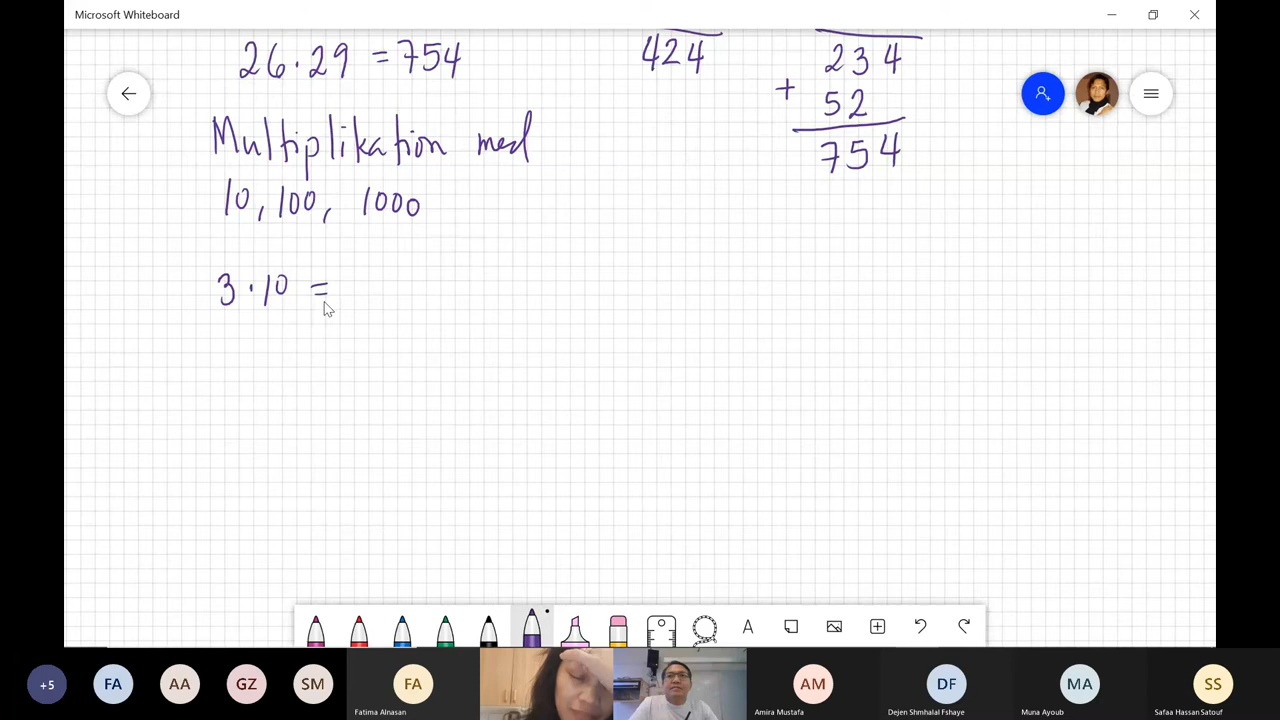 Microsoft Whiteboard
26·29 = 754
424
234
+ 52
754
Multiplikation med
10, 100, 1000
3·10 =
A
+5
FA
AA
GZ
SM
FA
Fatima Alnasan
AM
Amira Mustafa
DF
Dejen Shmhalal Fshaye
MA
Muna Ayoub
SS
Safaa Hassan Satouf